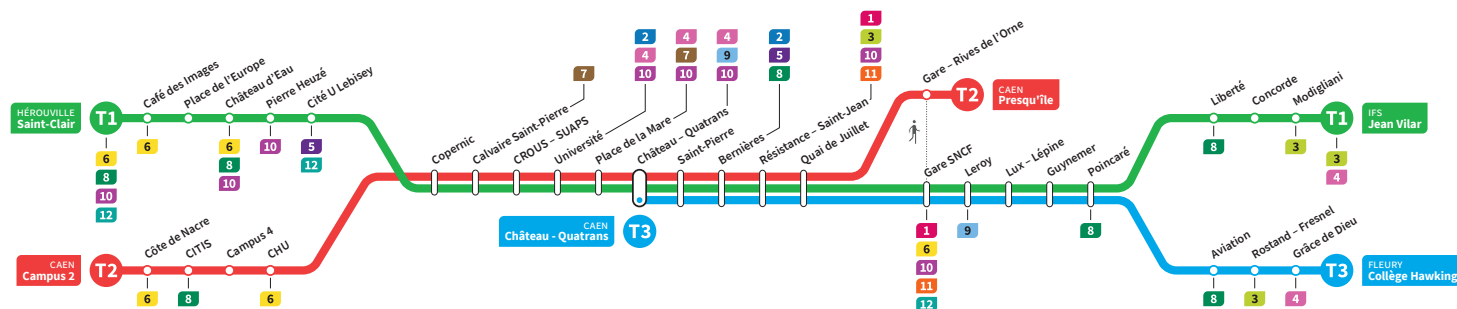 HÉROUVILLE
Saint-Clair
T1
6
8
10
12
Café des Images
6
Place de l'Europe
Château d'Eau
6
8
10
Pierre Heuzé
10
Cité U Lebisey
5
12
CAEN
Campus 2
T2
Côte de Nacre
6
CITIS
8
Campus 4
CHU
6
Copernic
Calvaire Saint-Pierre
7
CROUS – SUAPS
Université
2
4
10
Place de la Mare
4
7
10
Château – Quatrans
4
9
10
CAEN
Château - Quatrans
T3
Saint-Pierre
Bernières
2
5
8
Résistance – Saint-Jean
1
3
10
11
Quai de Juillet
Gare – Rives de l'Orne
T2
CAEN
Presqu'île
Gare SNCF
1
6
10
11
12
Leroy
9
Lux – Lépine
Guynemer
Poincaré
8
Liberté
8
Concorde
Modigliani
3
T1
3
4
IFS
Jean Vilar
Aviation
8
Rostand – Fresnel
3
Grâce de Dieu
4
T3
FLEURY
Collège Hawking